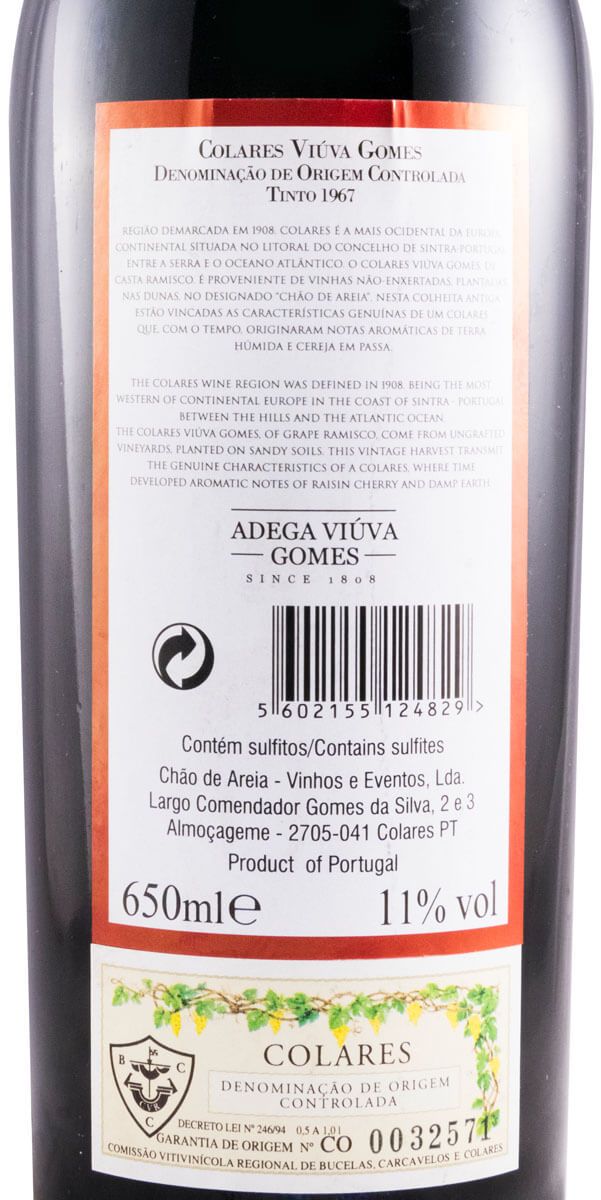 COLARES VIÚVA GOMES
DENOMINAÇÃO DE ORIGEM CONTROLADA
TINTO 1967
REGIÃO DEMARCADA EM 1908. COLARES É A MAIS OCIDENTAL DA EUROPA
CONTINENTAL SITUADA NO LITORAL DO CONCELHO DE SINTRA-PORTUGAL
ENTRE A SERRA E O OCEANO ATLÂNTICO. O COLARES VIÚVA GOMES, DE
CASTA RAMISCO, É PROVENIENTE DE VINHAS NÃO-ENXERTADAS, PLANTADAS
NAS DUNAS, NO DESIGNADO "CHÃO DE AREIA". NESTA COLHEITA ANTIGA
ESTÃO VINCADAS AS CARACTERÍSTICAS GENUÍNAS DE UM COLARES
QUE, COM O TEMPO, ORIGINARAM NOTAS AROMÁTICAS DE TERRA
HÚMIDA E CEREJA EM PASSA.
THE COLARES WINE REGION WAS DEFINED IN 1908. BEING THE MOST
WESTERN OF CONTINENTAL EUROPE IN THE COAST OF SINTRA - PORTUGAL
BETWEEN THE HILLS AND THE ATLANTIC OCEAN.
THE COLARES VIÚVA GOMES, OF GRAPE RAMISCO, COME FROM UNGRAFTED
VINEYARDS, PLANTED ON SANDY SOILS. THIS VINTAGE HARVEST TRANSMIT
THE GENUINE CHARACTERISTICS OF A COLARES, WHERE TIME
DEVELOPED AROMATIC NOTES OF RAISIN CHERRY AND DAMP EARTH.
ADEGA VIÚVA
GOMES
SINCE 1808
5 602155 124829 >
Contém sulfitos/Contains sulfites
Chão de Areia - Vinhos e Eventos, Lda.
Largo Comendador Gomes da Silva, 2 e 3
Almoçageme - 2705-041 Colares PT
Product of Portugal
650ml℮ 11% vol
B C
CVR
C
COLARES
DENOMINAÇÃO DE ORIGEM
CONTROLADA
DECRETO LEI Nº 246/94 0,5 A 1,0 l
GARANTIA DE ORIGEM Nº CO 0032571
COMISSÃO VITIVINÍCOLA REGIONAL DE BUCELAS, CARCAVELOS E COLARES